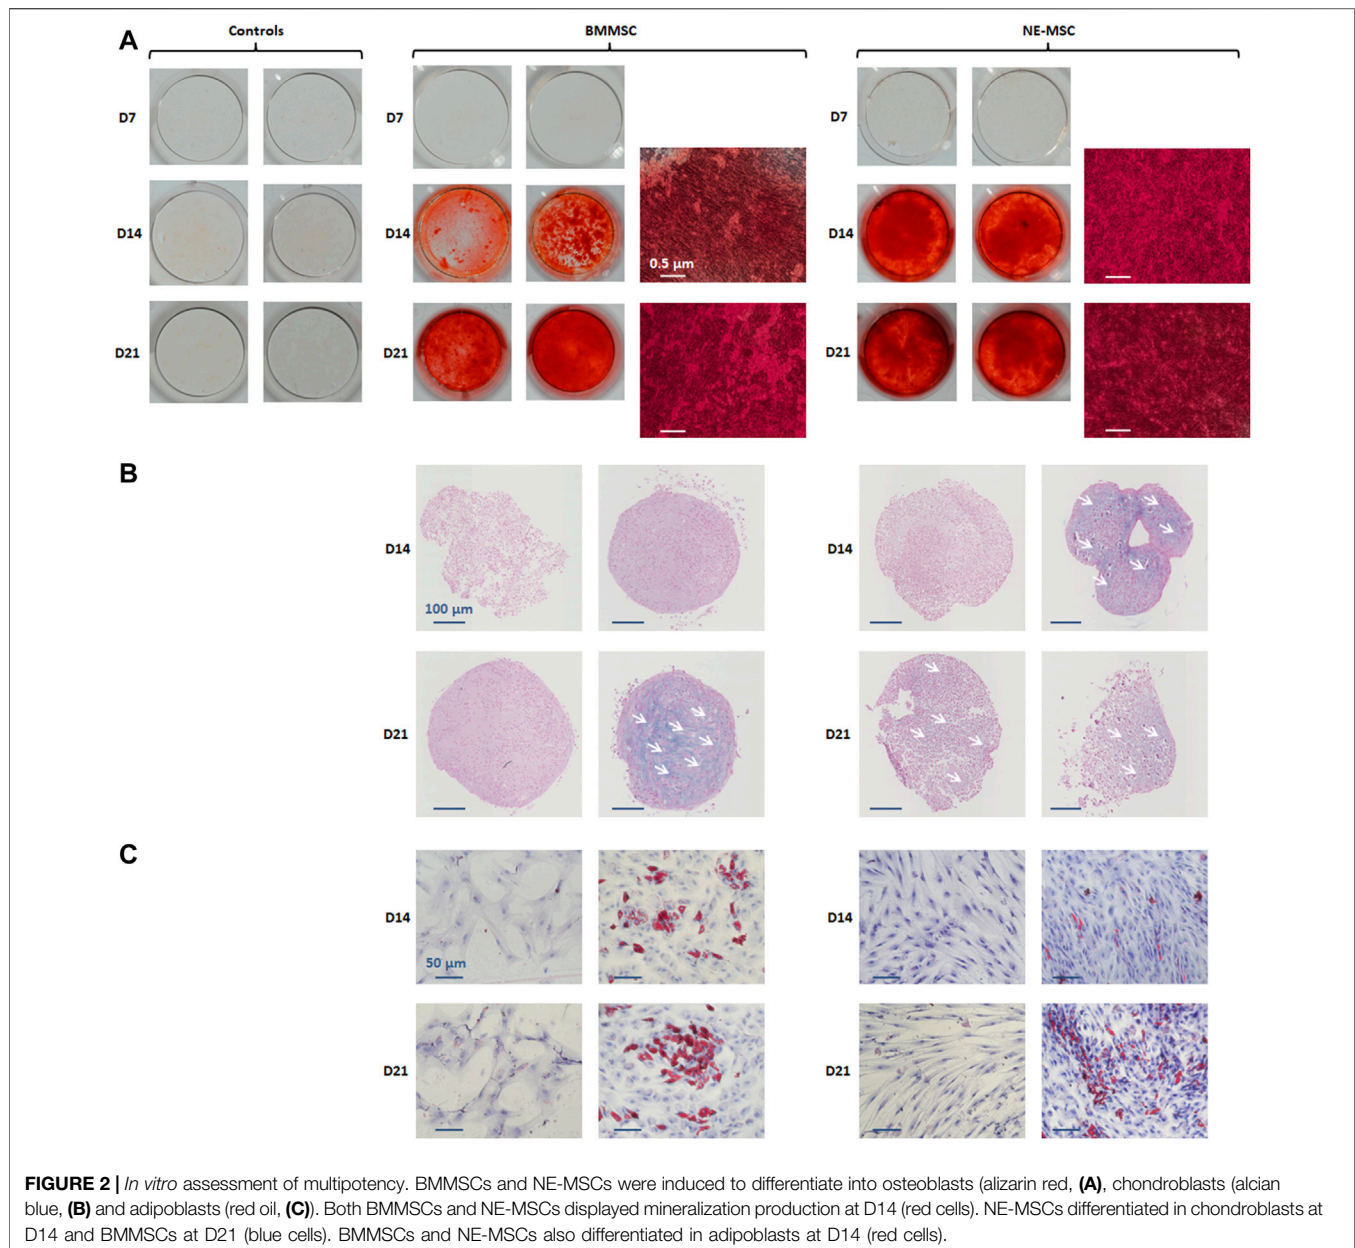 A
Controls
BMMSC
NE-MSC
D7
D7
D7
D14
D14
D14
0.5 µm
D21
D21
D21
B
D14
D14
100 µm
D21
D21
C
D14
D14
50 µm
D21
D21
FIGURE 2 | In vitro assessment of multipotency. BMMSCs and NE-MSCs were induced to differentiate into osteoblasts (alizarin red, (A), chondroblasts (alcian
blue, (B) and adipoblasts (red oil, (C)). Both BMMSCs and NE-MSCs displayed mineralization production at D14 (red cells). NE-MSCs differentiated in chondroblasts at
D14 and BMMSCs at D21 (blue cells). BMMSCs and NE-MSCs also differentiated in adipoblasts at D14 (red cells).